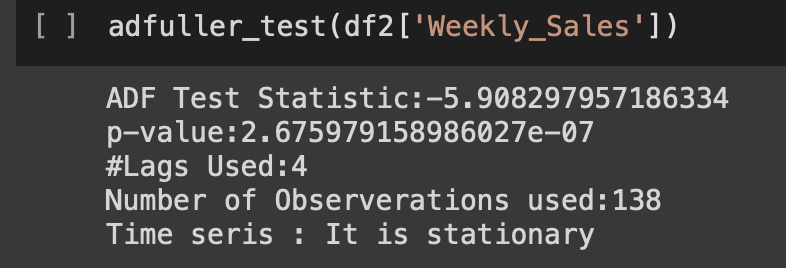 [ ] adfuller_test(df2['Weekly_Sales'])
ADF Test Statistic:-5.908297957186334
p-value:2.675979158986027e-07
#Lags Used:4
Number of Observerations used:138
Time seris : It is stationary